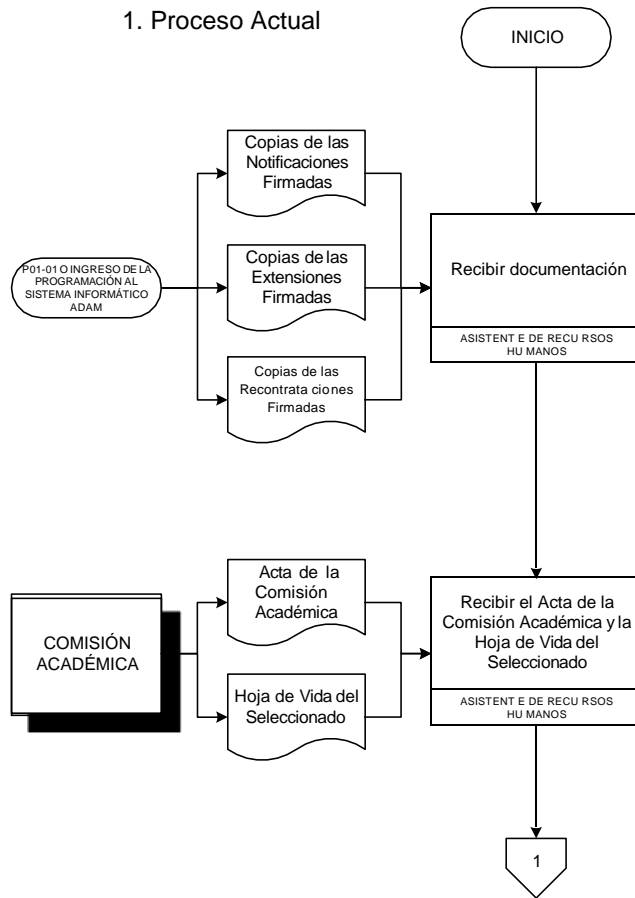 1. Proceso Actual
INICIO
Copias de las
Notificaciones
Firmadas
P01-01 O INGRESO DE LA
PROGRAMACIÓN AL
SISTEMA INFORMÁTICO
ADAM
Copias de las
Extensiones
Firmadas
Copias de las
Recontrata ciones
Firmadas
Recibir documentación
ASISTENT E DE RECU RSOS
HU MANOS
COMISIÓN
ACADÉMICA
Acta de la
Comisión
Académica
Hoja de Vida del
Seleccionado
Recibir el Acta de la
Comisión Académica y la
Hoja de Vida del
Seleccionado
ASISTENT E DE RECU RSOS
HU MANOS
1